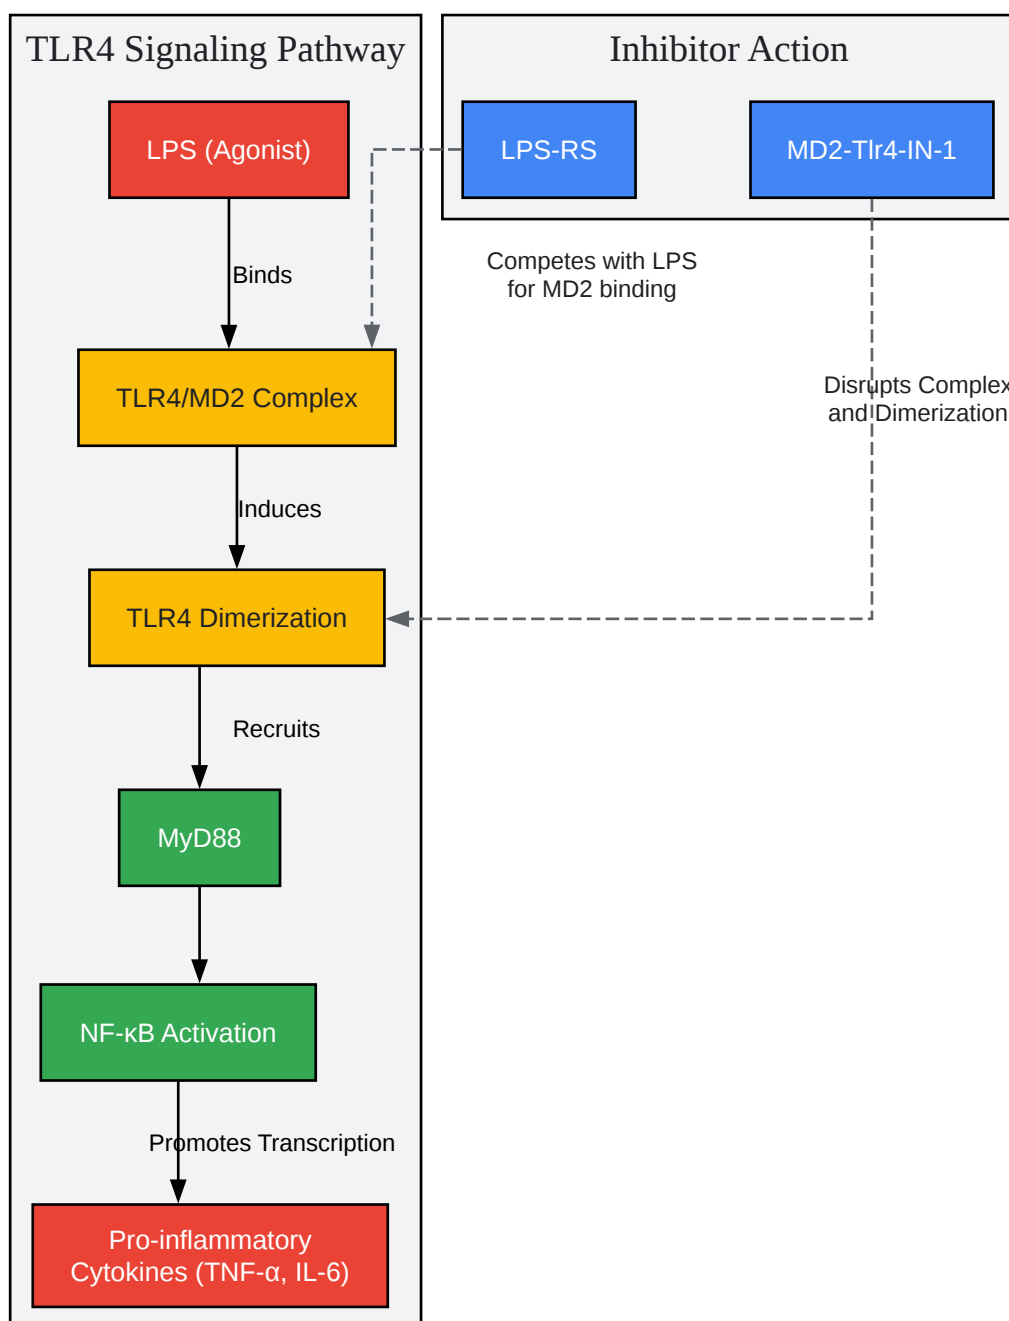 TLR4 Signaling Pathway
Inhibitor Action
LPS (Agonist)
LPS-RS
MD2-Tlr4-IN-1
Binds
Competes with LPS
for MD2 binding
TLR4/MD2 Complex
Disrupts Complex
and Dimerization
Induces
TLR4 Dimerization
Recruits
MyD88
NF-κB Activation
Promotes Transcription
Pro-inflammatory
Cytokines (TNF-α, IL-6)